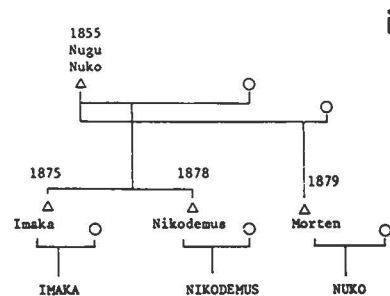 1855
Nugu
Nuko
1875
1878
1879
Imaka
Nikodemus
Morten
IMAKA
NIKODEMUS
NUKO